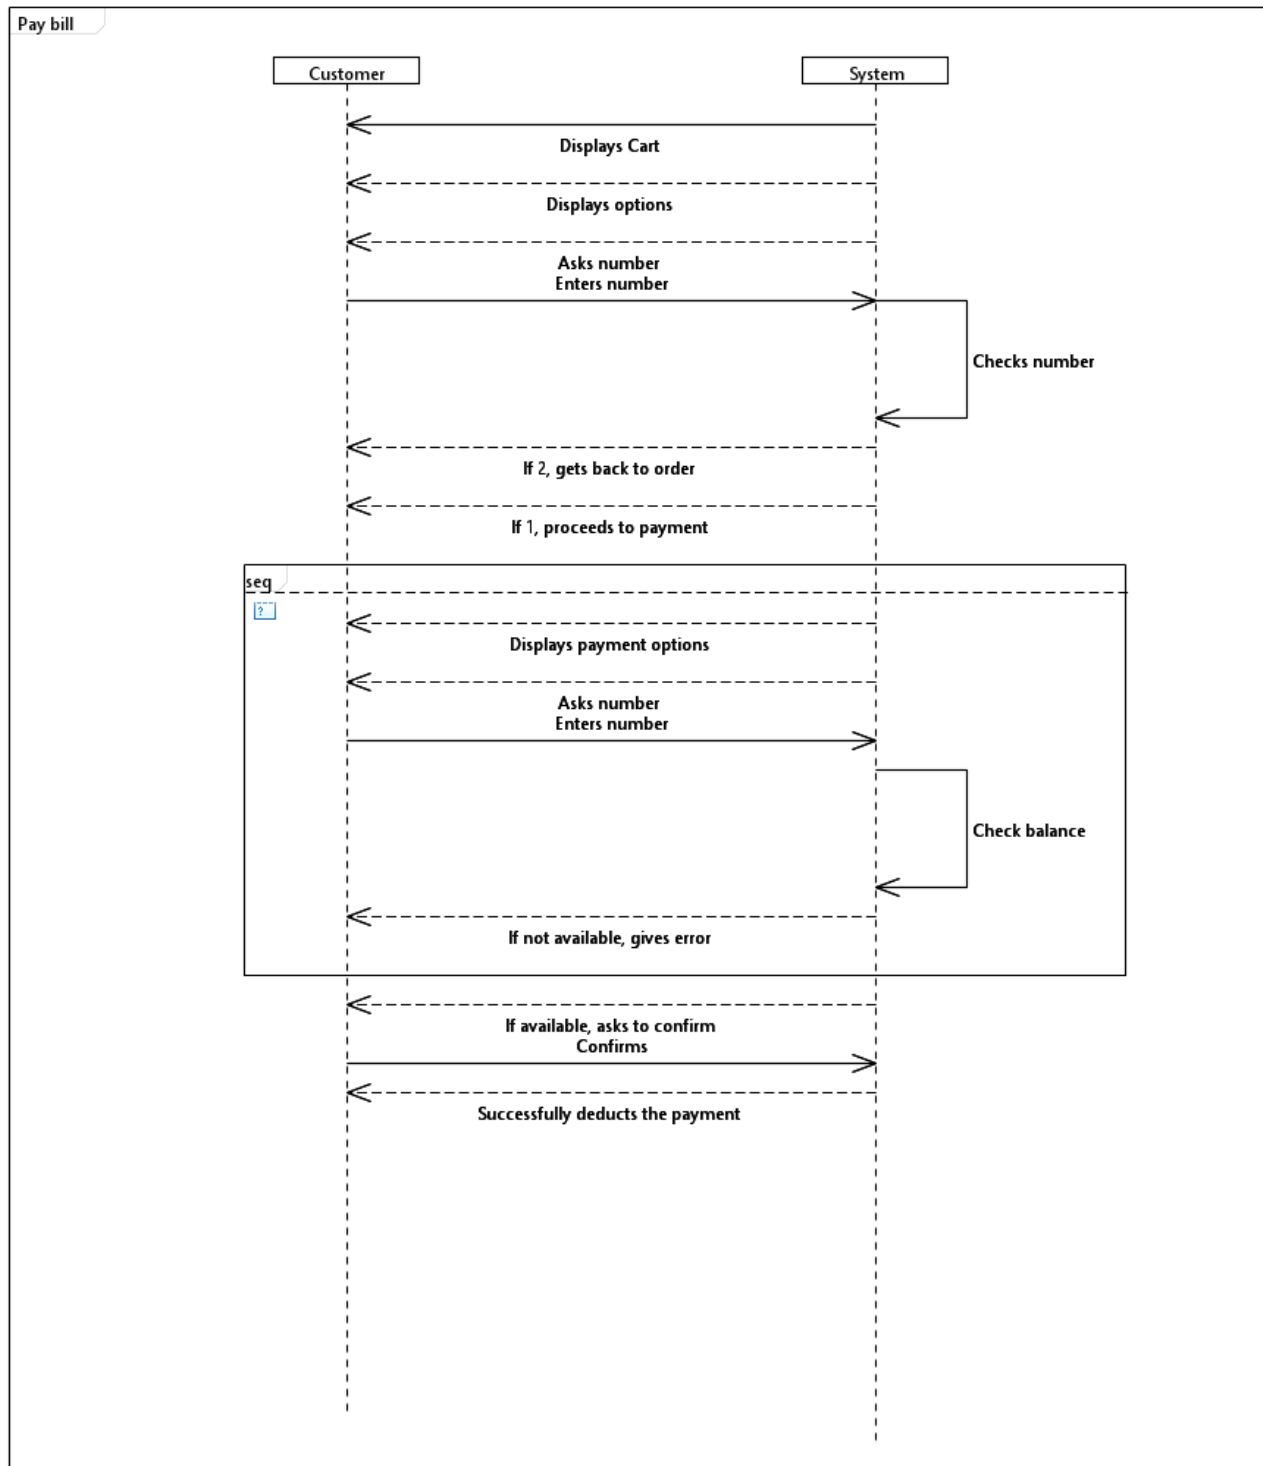 Pay bill
Customer
System
Displays Cart
Displays options
Asks number
Enters number
Checks number
If 2, gets back to order
If 1, proceeds to payment
seq
?
Displays payment options
Asks number
Enters number
Check balance
If not available, gives error
If available, asks to confirm
Confirms
Successfully deducts the payment